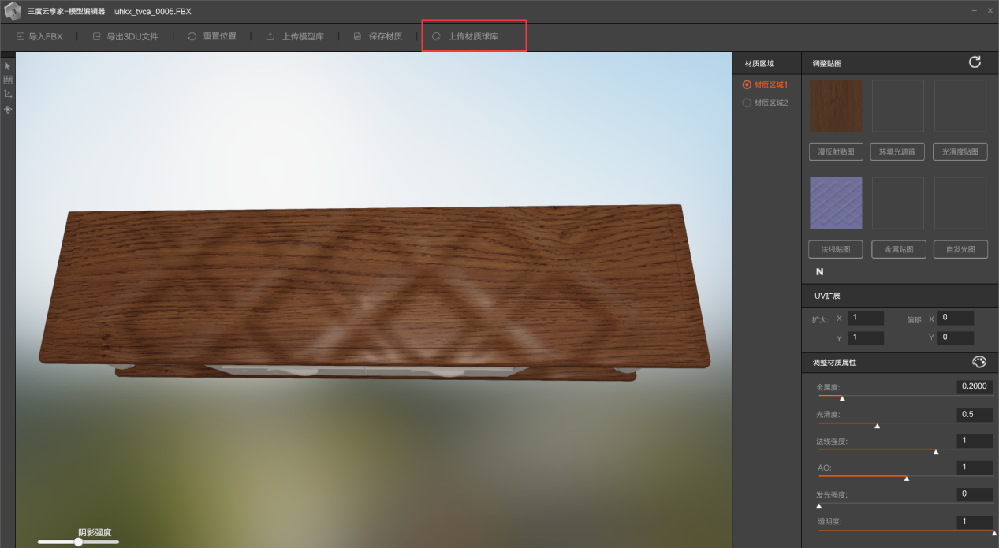 三度云享家-模型编辑器 luhkx_tvca_0005.FBX
导入FBX 导出3DU文件 重置位置 上传模型库 保存材质 上传材质球库
材质区域
材质区域1
材质区域2
调整贴图
漫反射贴图 环境光遮蔽 光滑度贴图
法线贴图 金属贴图 自发光图
N
UV扩展
扩大: X 1 偏移: X 0
Y 1 Y 0
调整材质属性
金属度: 0.2000
光滑度: 0.5
法线强度: 1
AO: 1
发光强度: 0
透明度: 1
阴影强度